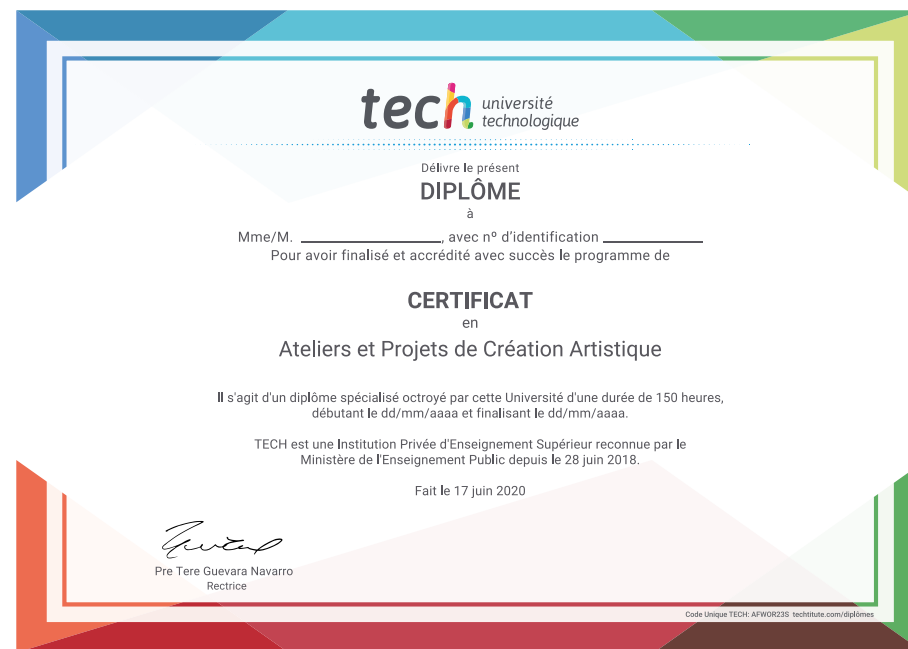 tech université
technologique
Délivre le présent
DIPLÔME
à
Mme/M. ____________________, avec nº d'identification ______________
Pour avoir finalisé et accrédité avec succès le programme de
CERTIFICAT
en
Ateliers et Projets de Création Artistique
Il s'agit d'un diplôme spécialisé octroyé par cette Université d'une durée de 150 heures,
débutant le dd/mm/aaaa et finalisant le dd/mm/aaaa.
TECH est une Institution Privée d'Enseignement Supérieur reconnue par le
Ministère de l'Enseignement Public depuis le 28 juin 2018.
Fait le 17 juin 2020
Pre Tere Guevara Navarro
Rectrice
Code Unique TECH: AFWOR23S techtitute.com/diplômes